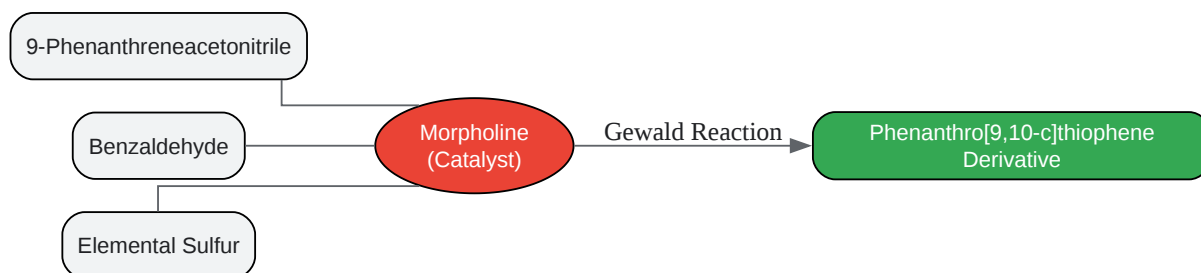 9-Phenanthreneacetonitrile
Benzaldehyde
Elemental Sulfur
Morpholine
(Catalyst)
Gewald Reaction
Phenanthro[9,10-c]thiophene
Derivative